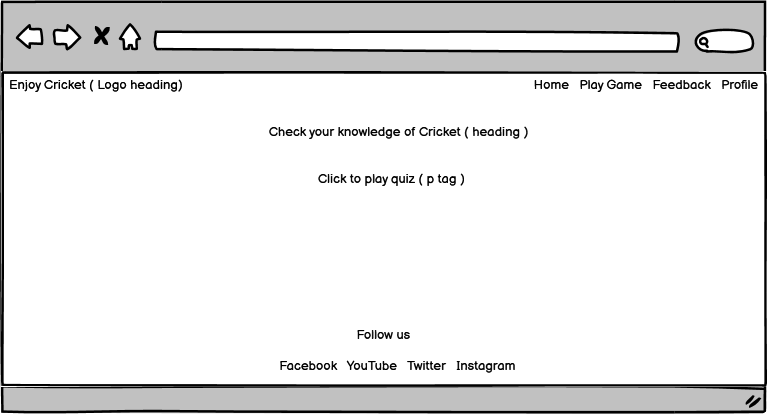 Enjoy Cricket ( Logo heading) Home Play Game Feedback Profile
Check your knowledge of Cricket ( heading )
Click to play quiz ( p tag )
Follow us
Facebook YouTube Twitter Instagram